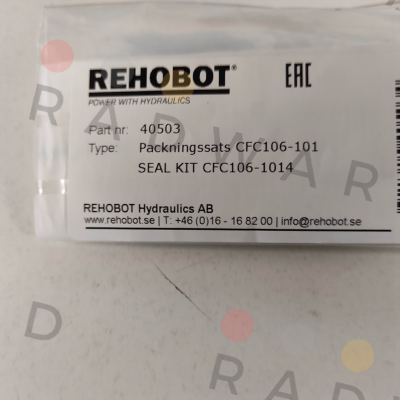 REHOBOT®
EAC
POWER WITH HYDRAULICS
Part nr: 40503
Type: Packningssats CFC106-101
SEAL KIT CFC106-1014
REHOBOT Hydraulics AB
www.rehobot.se | T: +46 (0)16 - 16 82 00 | info@rehobot.se